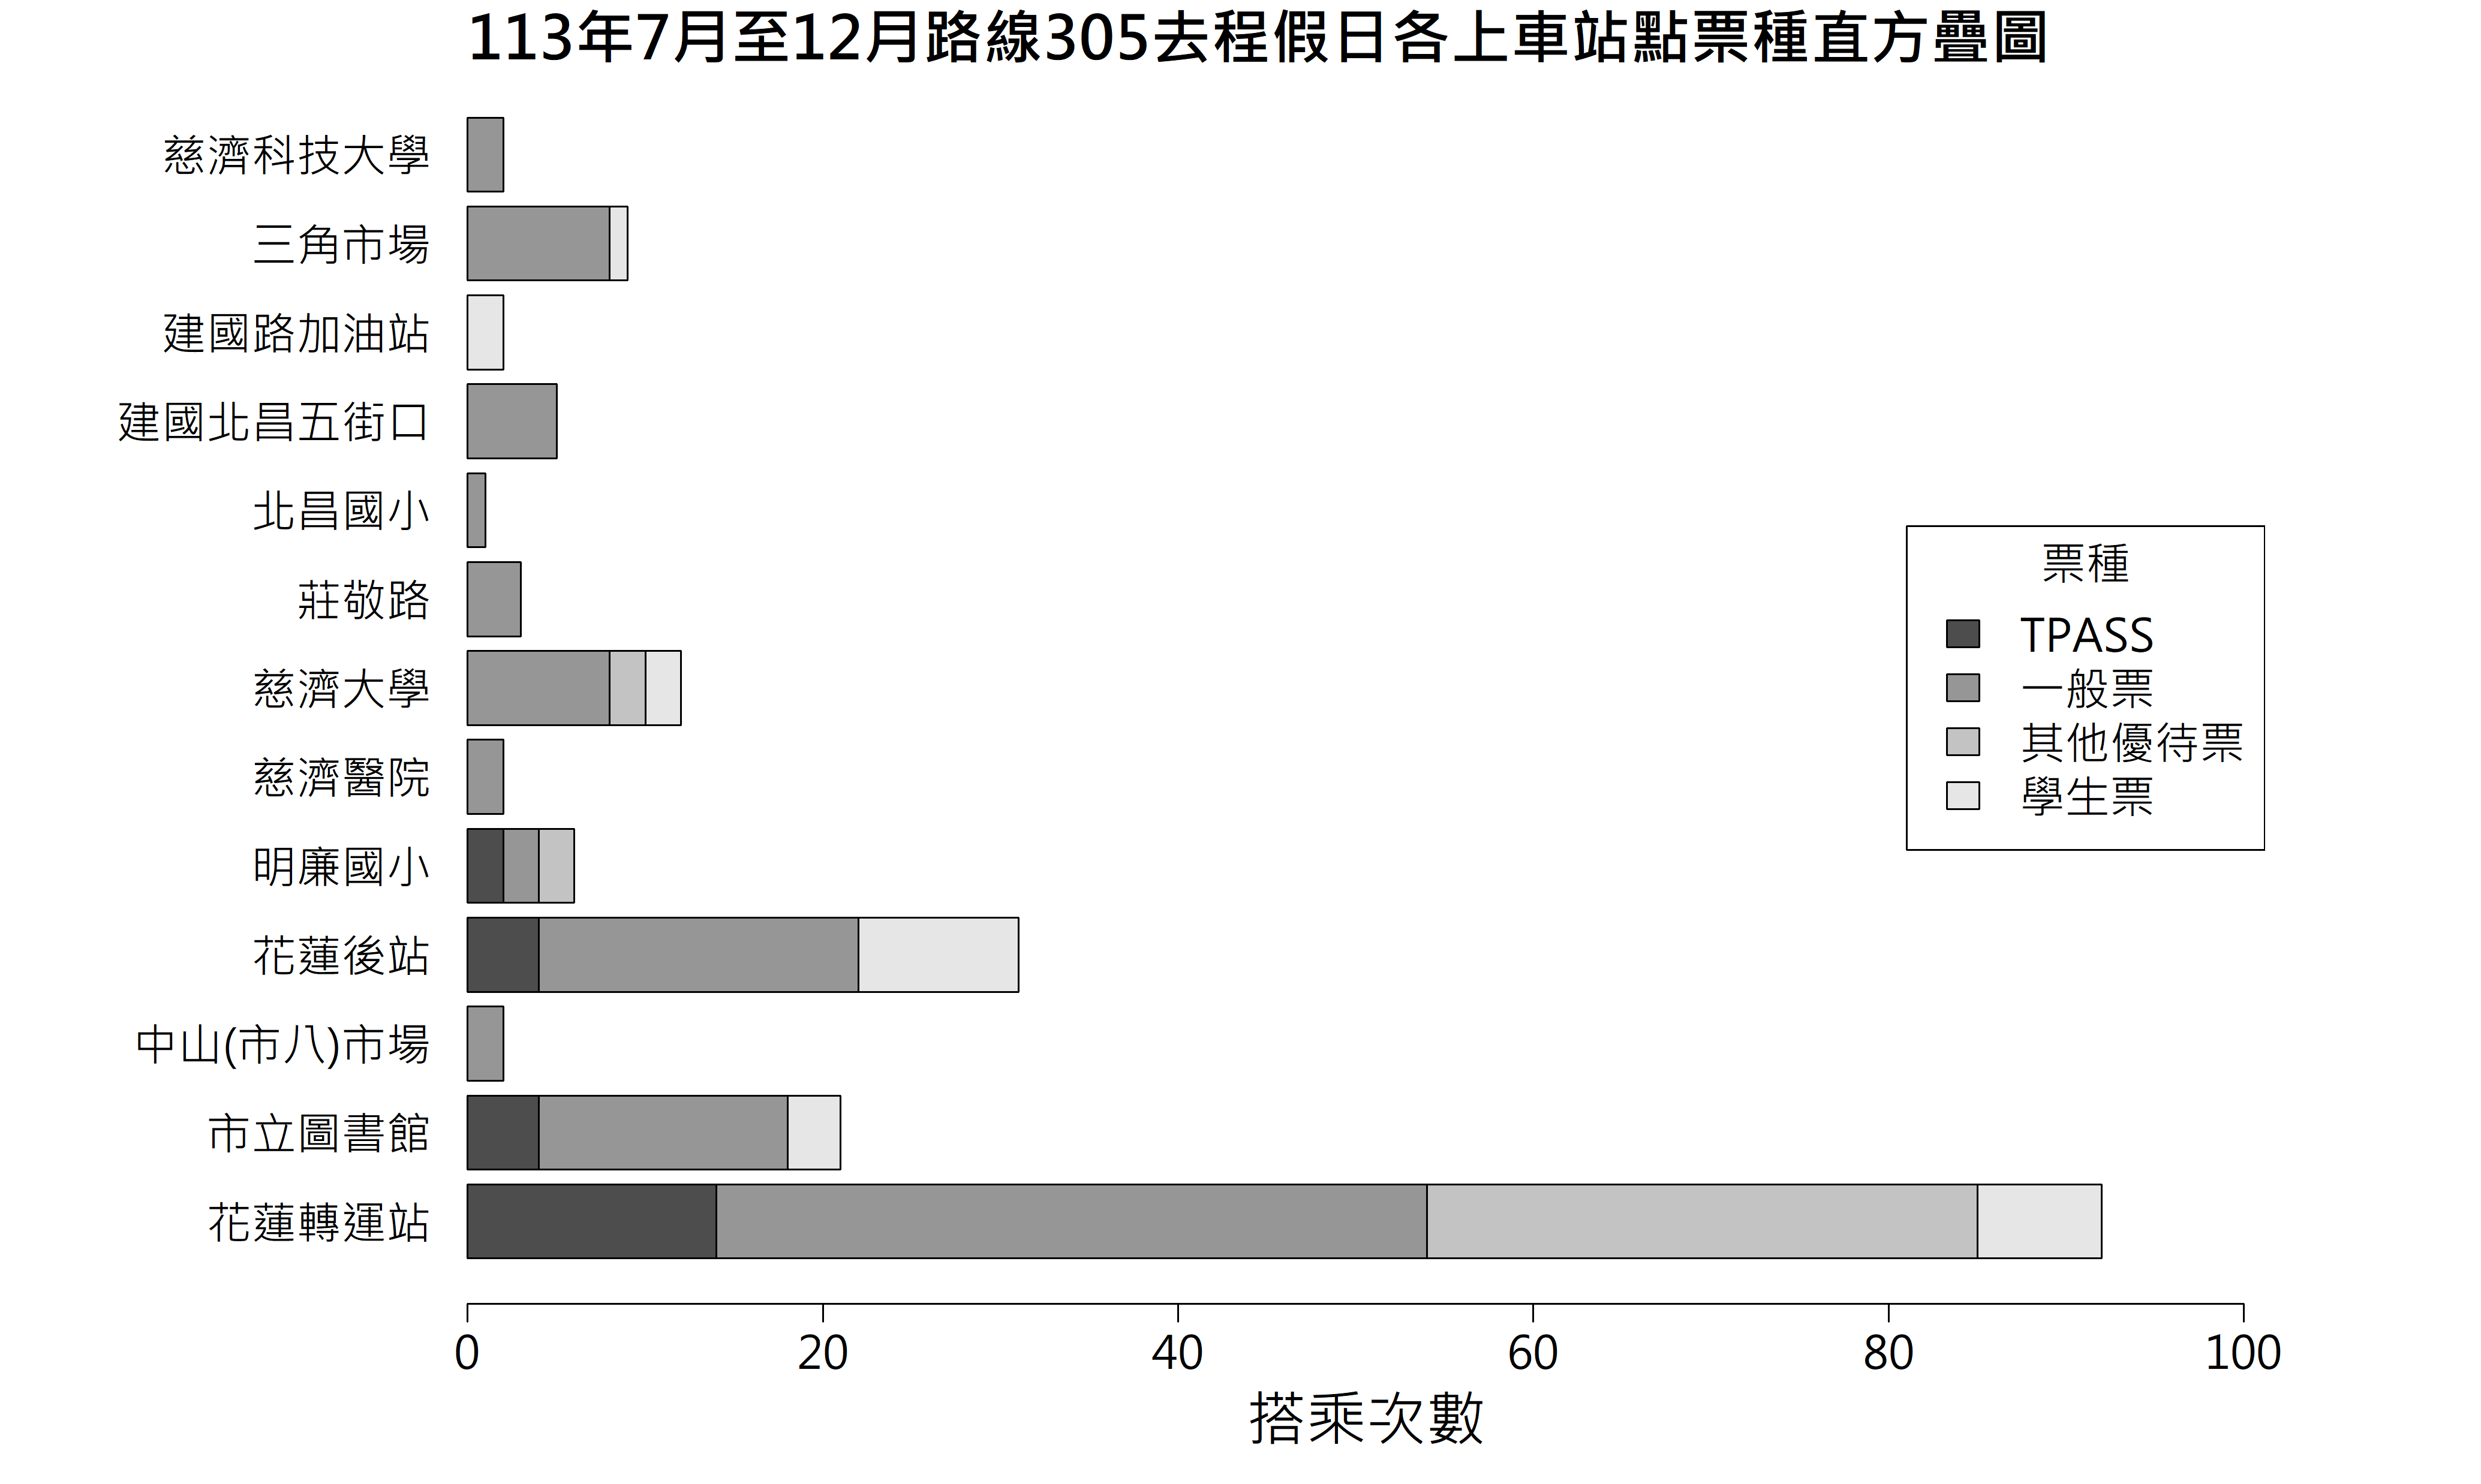 113年7月至12月路線305去程假日各上車站點票種直方疊圖
慈濟科技大學
三角市場
建國路加油站
建國北昌五街口
北昌國小
莊敬路
慈濟大學
慈濟醫院
明廉國小
花蓮後站
中山(市八)市場
市立圖書館
花蓮轉運站
票種
TPASS
一般票
其他優待票
學生票
0 20 40 60 80 100
搭乘次數